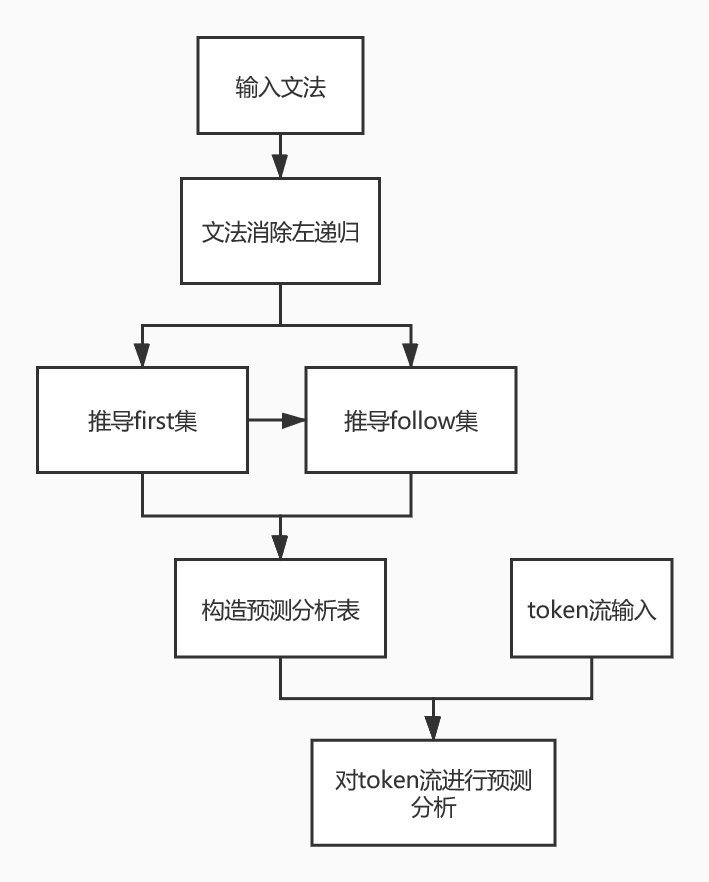 输入文法
文法消除左递归
推导first集
推导follow集
构造预测分析表
token流输入
对token流进行预测
分析